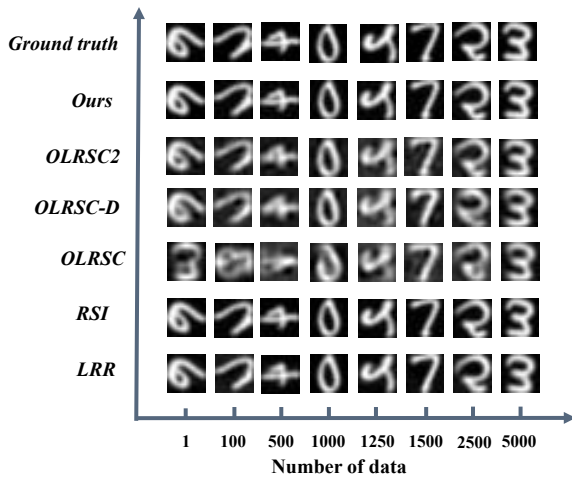 Ground truth
Ours
OLRSC2
OLRSC-D
OLRSC
RSI
LRR
1 100 500 1000 1250 1500 2500 5000
Number of data